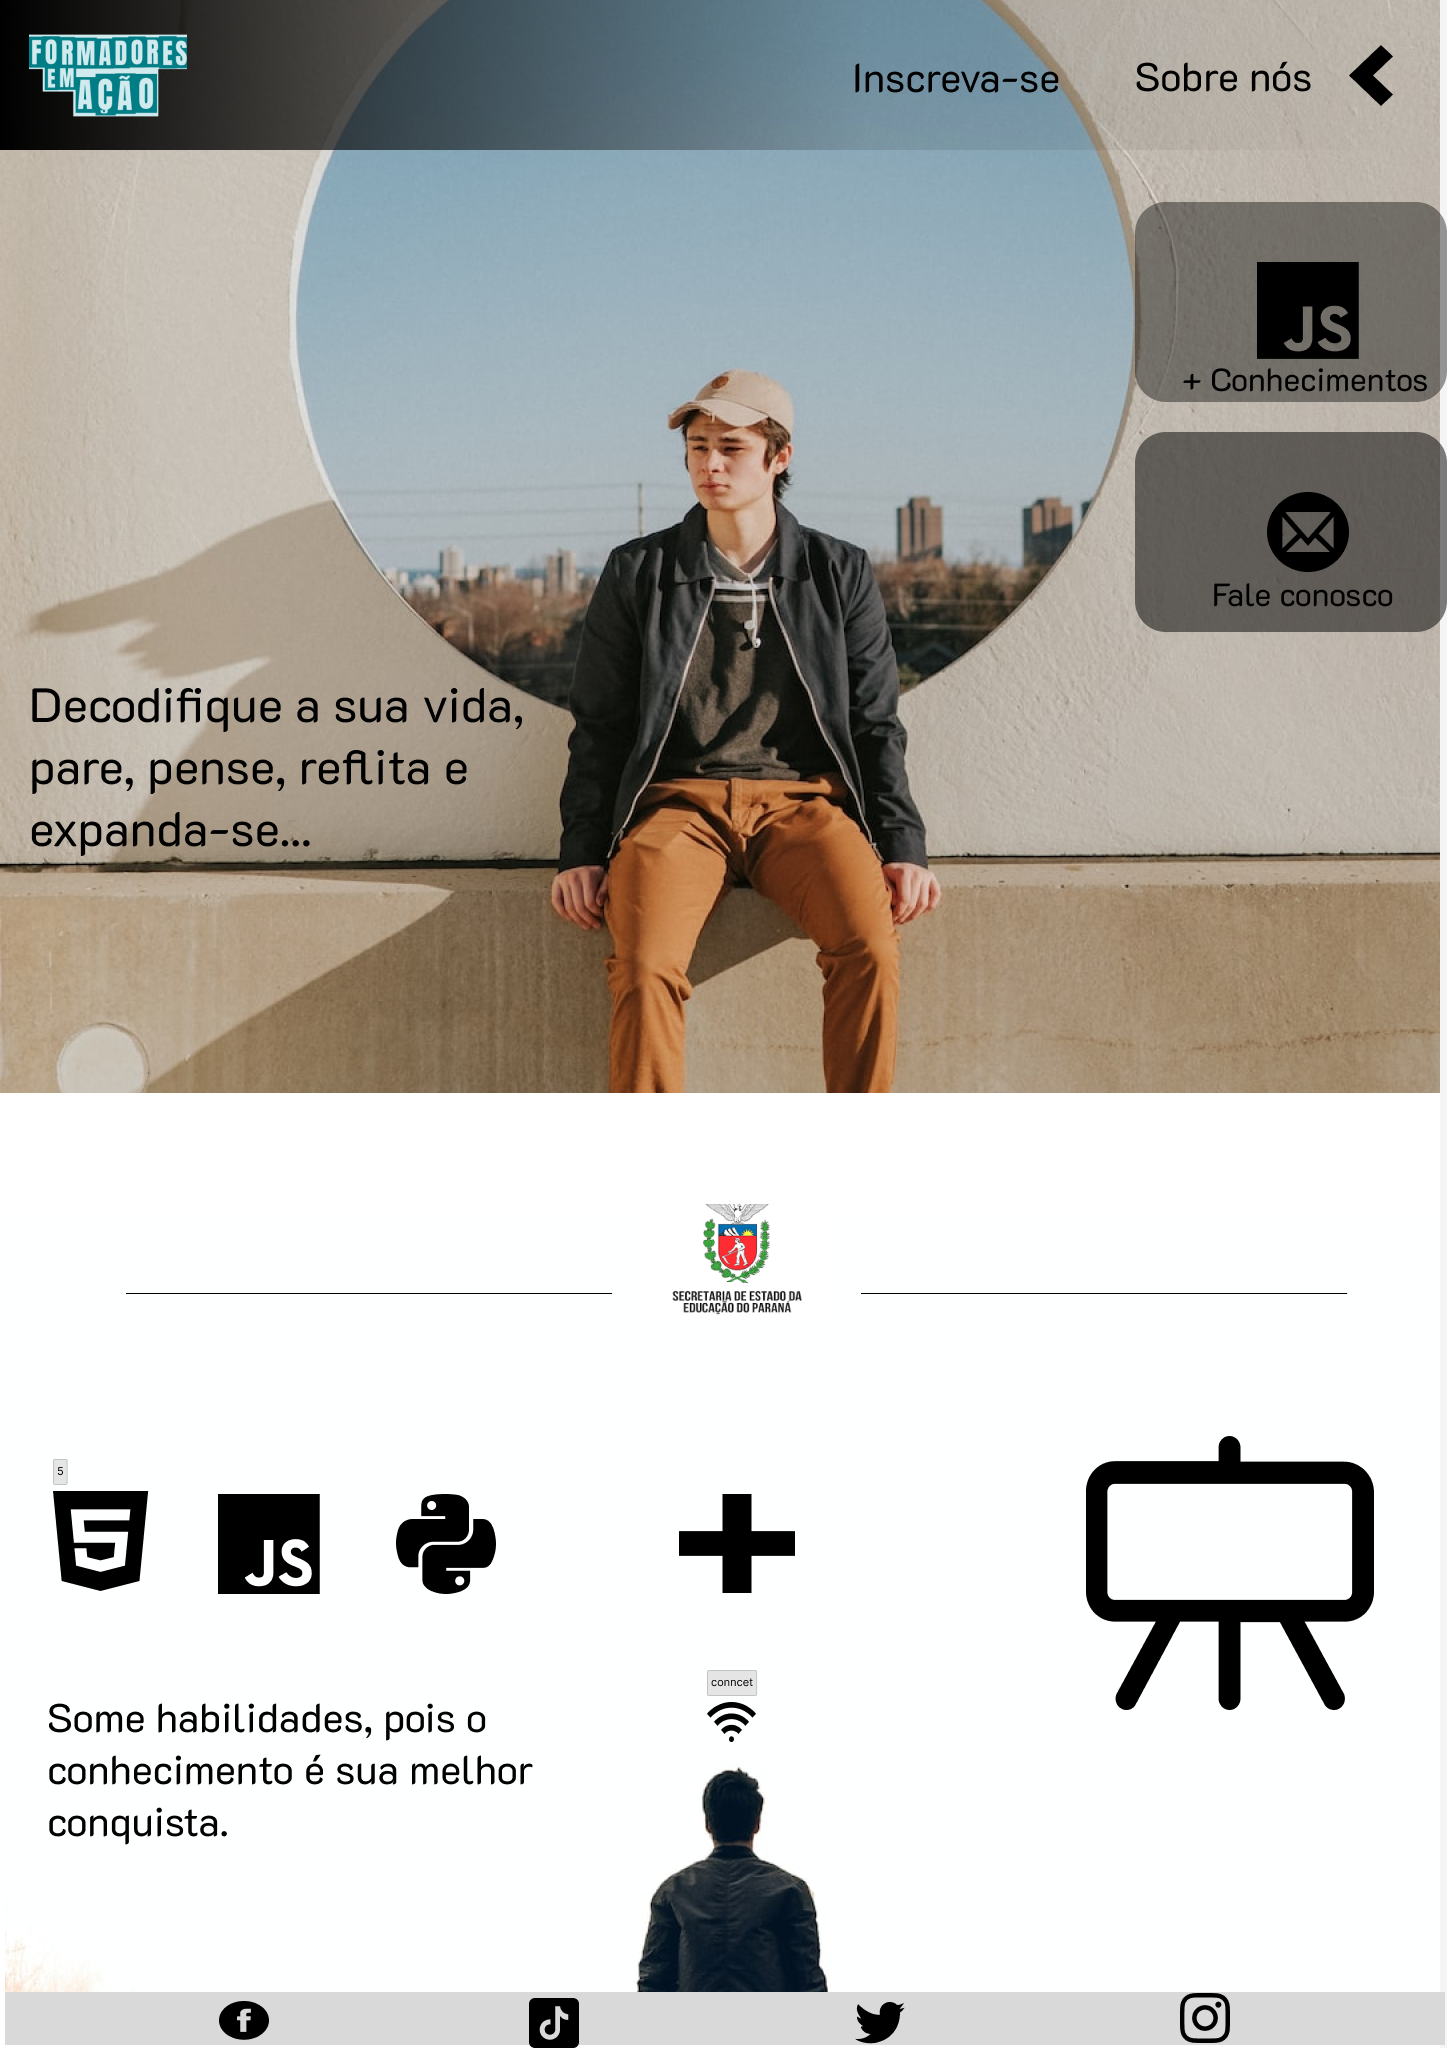 FORMADORES
EM
AÇÃO
Inscreva-se
Sobre nós
JS
+ Conhecimentos
Fale conosco
Decodifique a sua vida,
pare, pense, reflita e
expanda-se...
SECRETARIA DE ESTADO DA
EDUCAÇÃO DO PARANÁ
5
5
JS
conncet
Some habilidades, pois o
conhecimento é sua melhor
conquista.
f